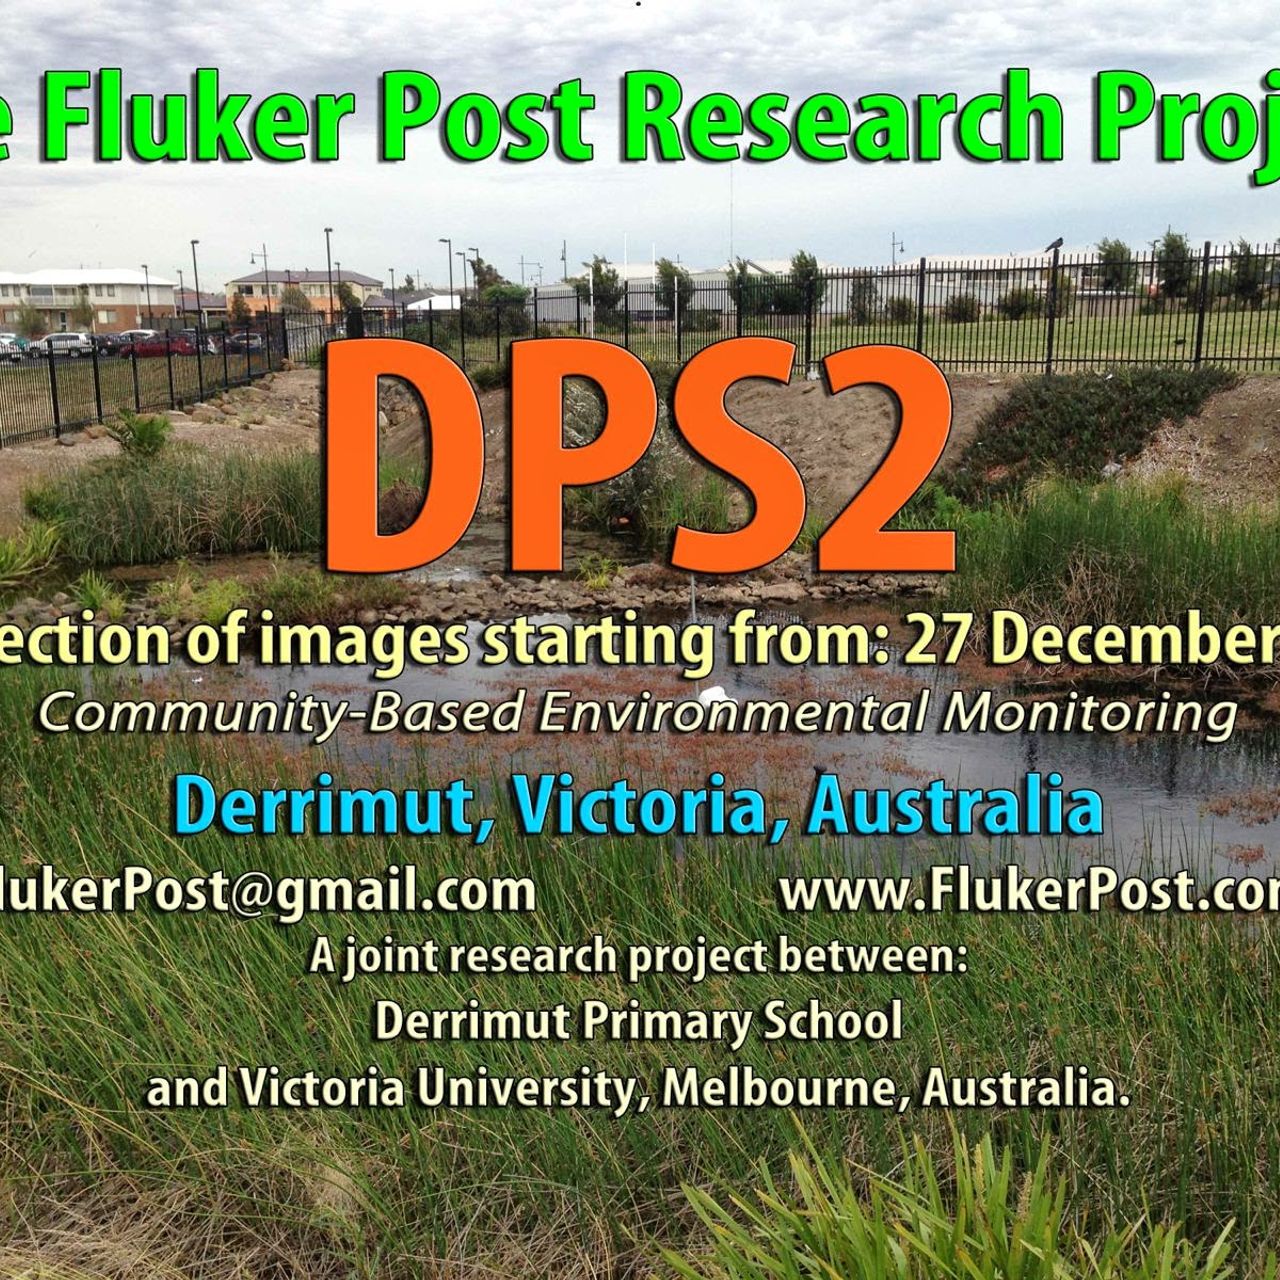 e Fluker Post Research Proj
DPS2
ection of images starting from: 27 December
Community-Based Environmental Monitoring
Derrimut, Victoria, Australia
lukerPost@gmail.com www.FlukerPost.com
A joint research project between:
Derrimut Primary School
and Victoria University, Melbourne, Australia.